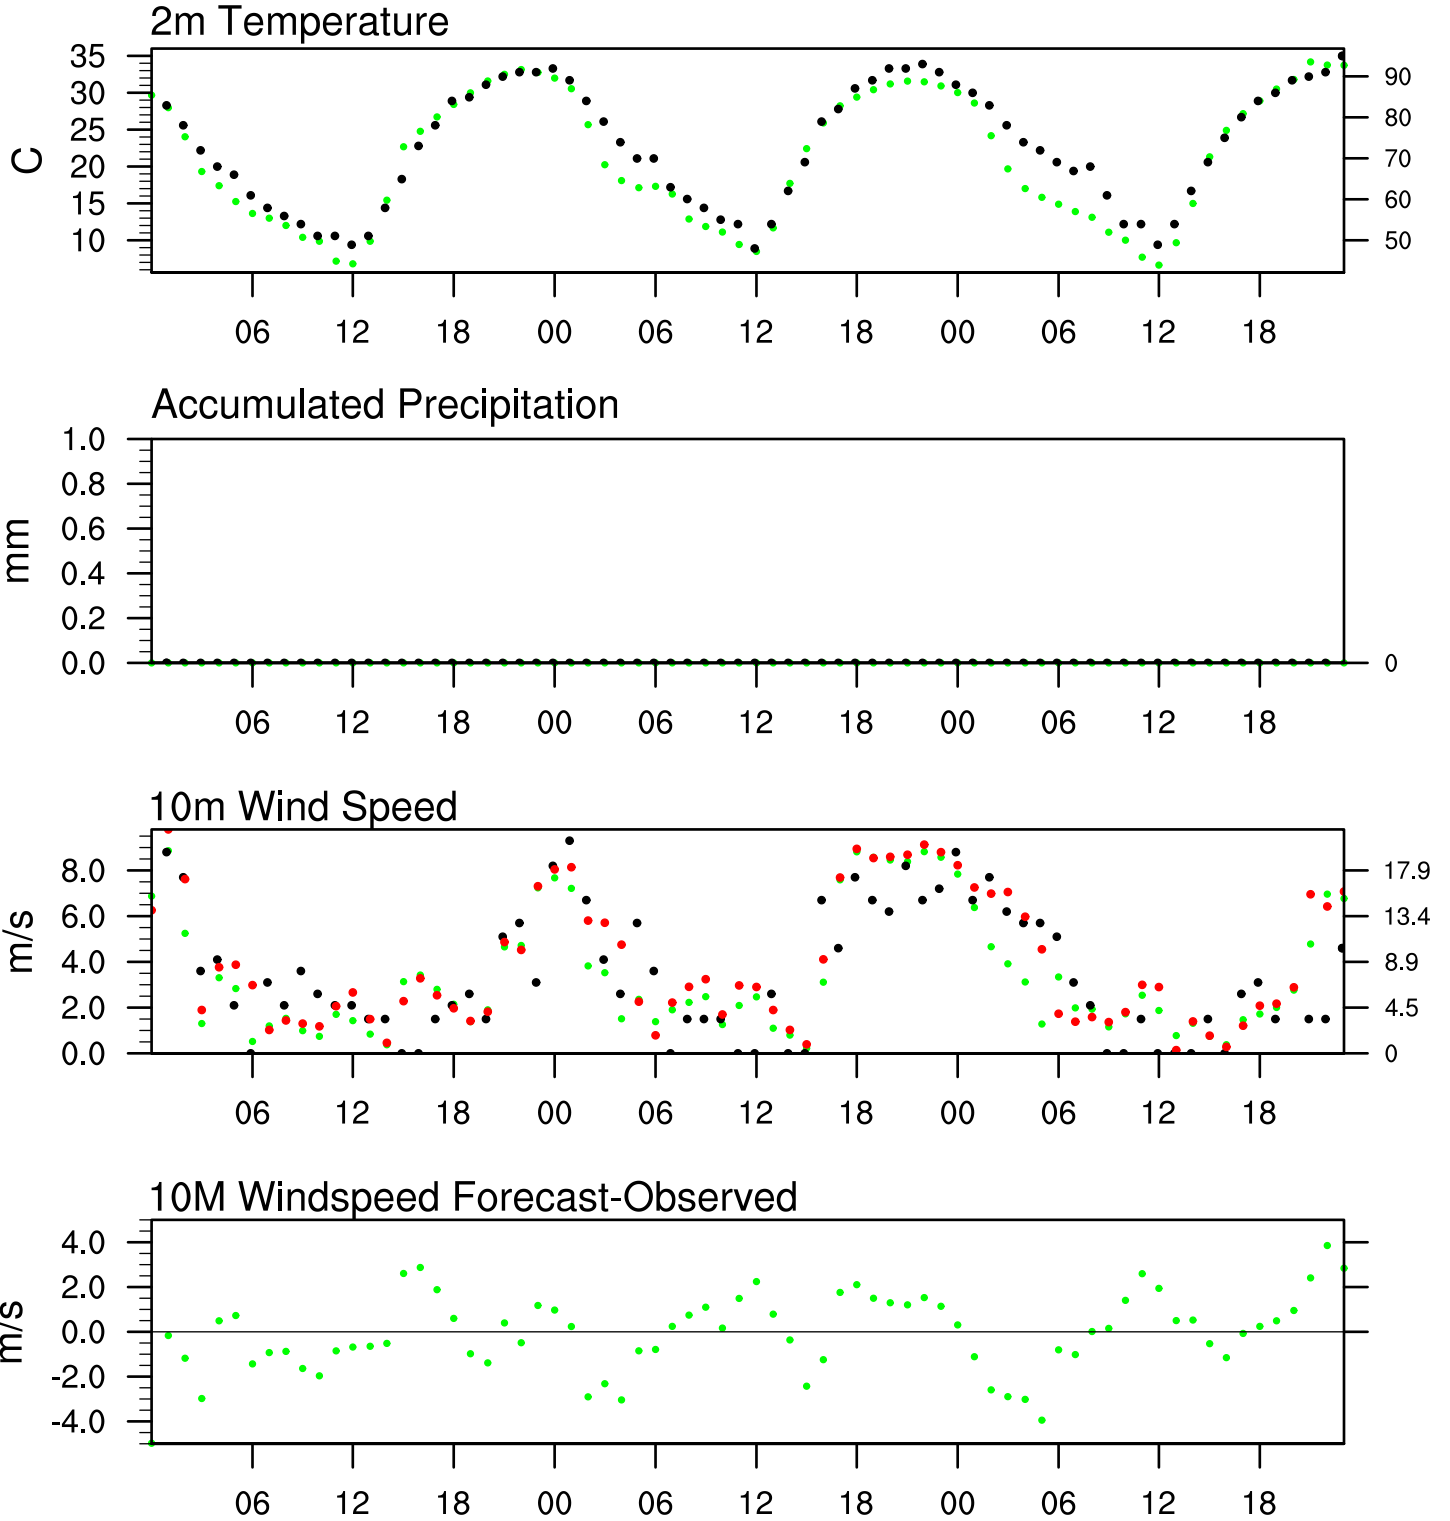 2m Temperature
35
30
25
20
15
10
C
90
80
70
60
50
06 12 18 00 06 12 18 00 06 12 18
Accumulated Precipitation
1.0
0.8
0.6
0.4
0.2
0.0
mm
0
06 12 18 00 06 12 18 00 06 12 18
10m Wind Speed
8.0
6.0
4.0
2.0
0.0
m/s
17.9
13.4
8.9
4.5
0
06 12 18 00 06 12 18 00 06 12 18
10M Windspeed Forecast-Observed
4.0
2.0
0.0
-2.0
-4.0
m/s
06 12 18 00 06 12 18 00 06 12 18